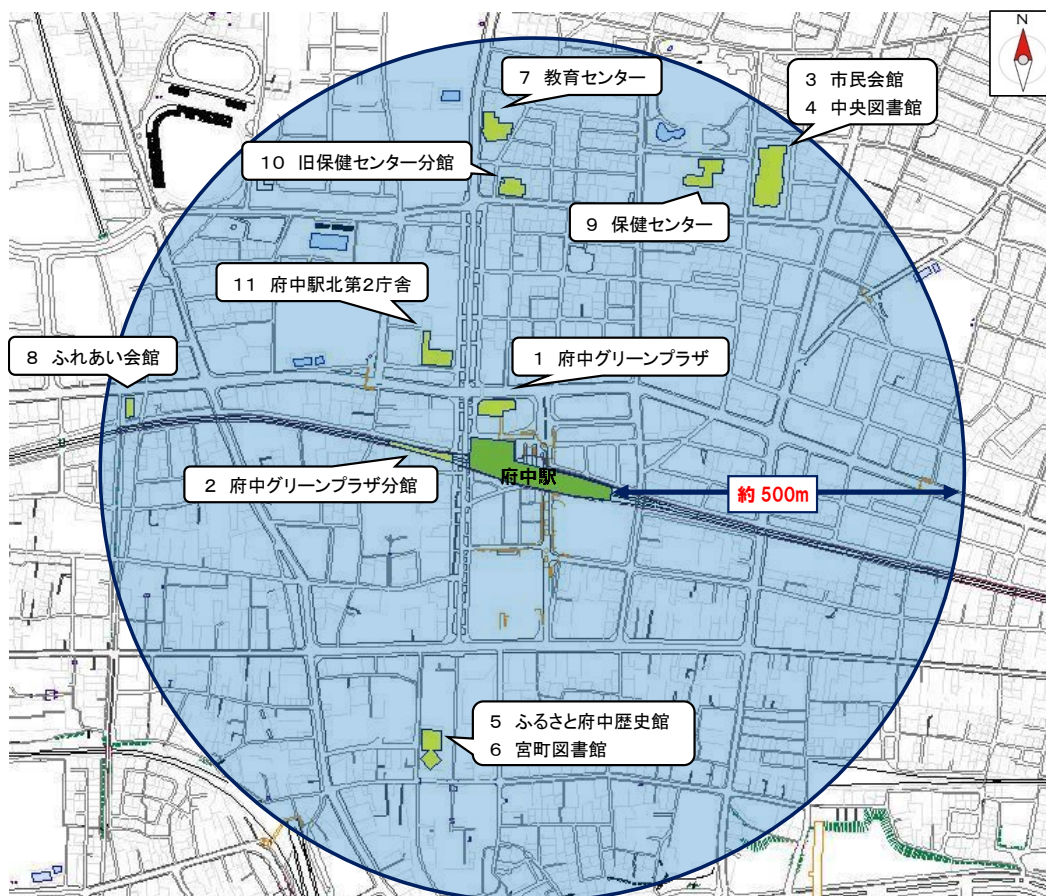 N
7 教育センター
3 市民会館
4 中央図書館
10 旧保健センター分館
9 保健センター
11 府中駅北第2庁舎
8 ふれあい会館
1 府中グリーンプラザ
2 府中グリーンプラザ分館
府中駅
約 500m
5 ふるさと府中歴史館
6 宮町図書館